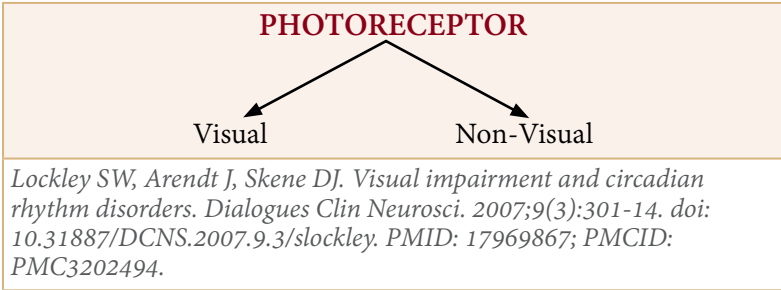 PHOTORECEPTOR
Visual Non-Visual
Lockley SW, Arendt J, Skene DJ. Visual impairment and circadian
rhythm disorders. Dialogues Clin Neurosci. 2007;9(3):301-14. doi:
10.31887/DCNS.2007.9.3/slockley. PMID: 17969867; PMCID:
PMC3202494.